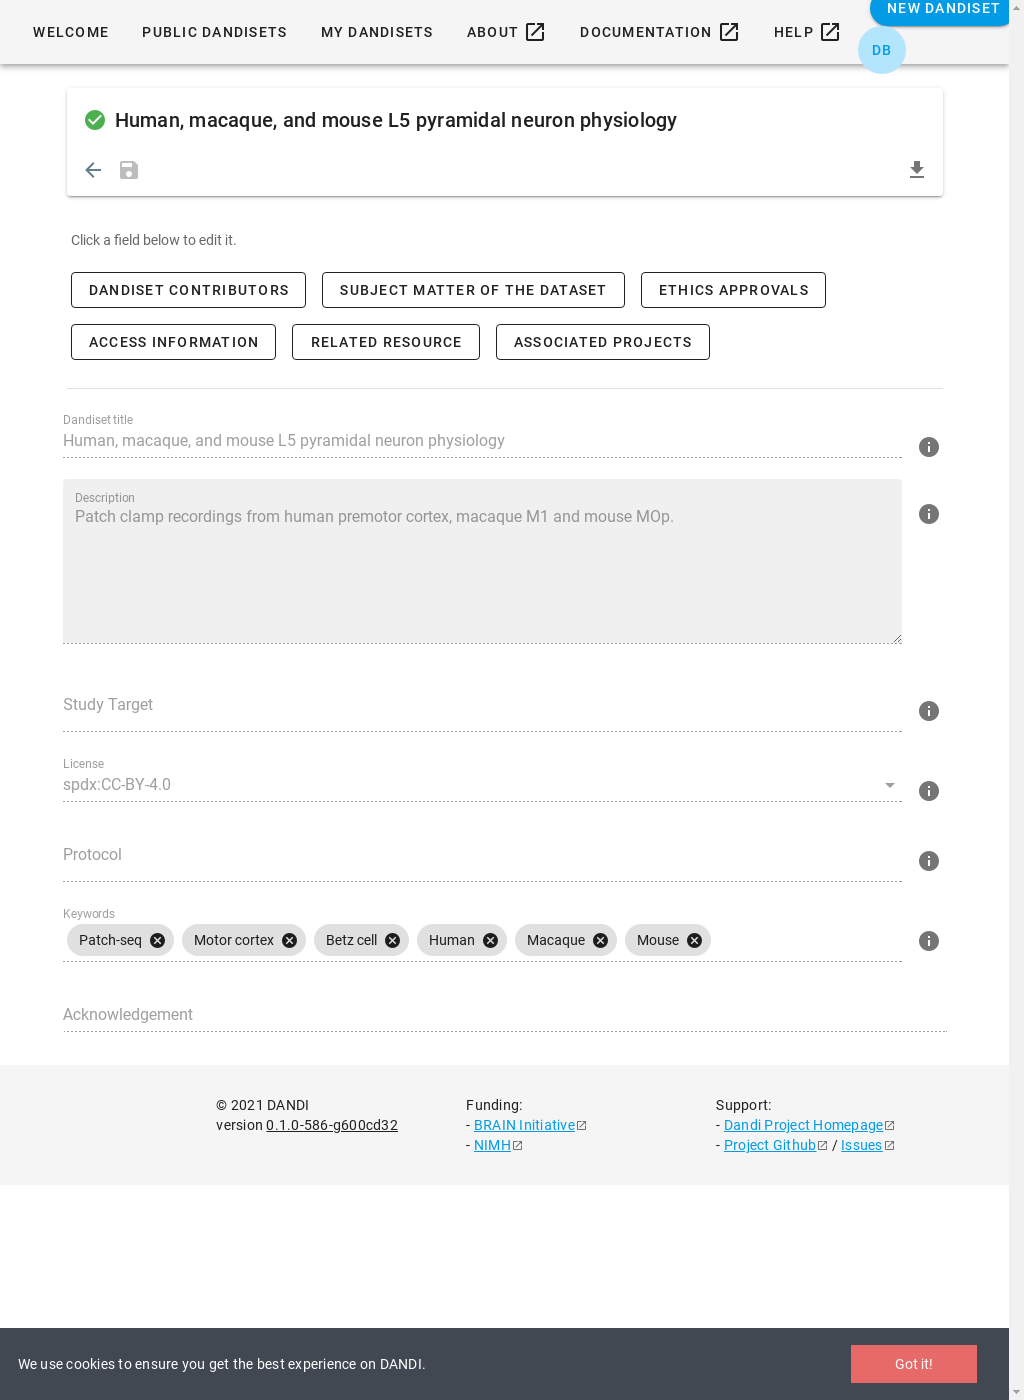 WELCOME PUBLIC DANDISETS MY DANDISETS ABOUT DOCUMENTATION HELP NEW DANDISET
DB
Human, macaque, and mouse L5 pyramidal neuron physiology
Click a field below to edit it.
DANDISET CONTRIBUTORS SUBJECT MATTER OF THE DATASET ETHICS APPROVALS
ACCESS INFORMATION RELATED RESOURCE ASSOCIATED PROJECTS
Dandiset title
Human, macaque, and mouse L5 pyramidal neuron physiology
Description
Patch clamp recordings from human premotor cortex, macaque M1 and mouse MOp.
Study Target
License
spdx:CC-BY-4.0
Protocol
Keywords
Patch-seq Motor cortex Betz cell Human Macaque Mouse
Acknowledgement
© 2021 DANDI
version 0.1.0-586-g600cd32
Funding:
- BRAIN Initiative
- NIMH
Support:
- Dandi Project Homepage
- Project Github / Issues
We use cookies to ensure you get the best experience on DANDI.
Got it!